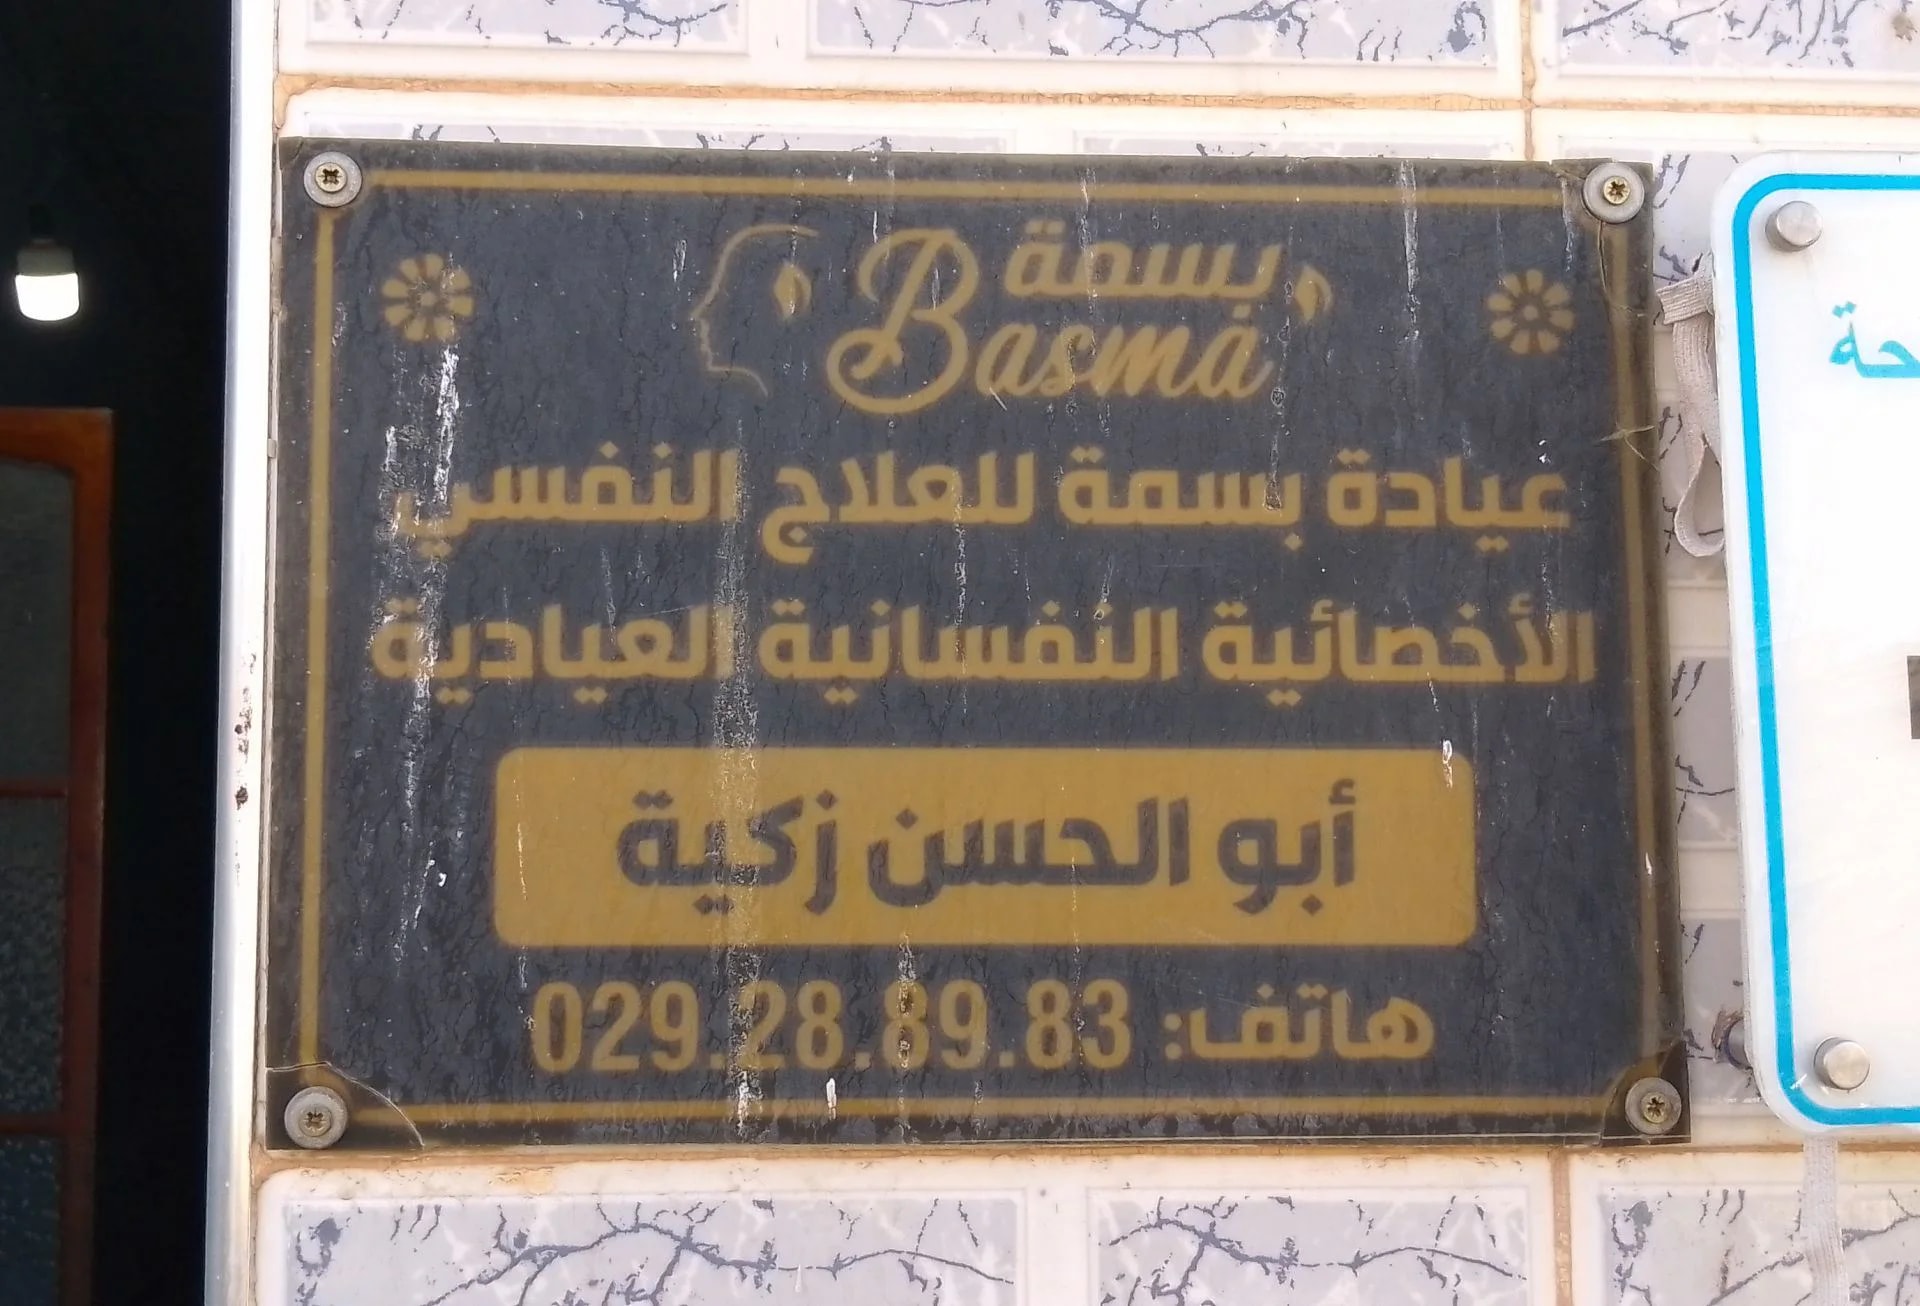 بسمة
Basma
عيادة بسمة للعلاج النفسي
الأخصائية النفسانية العيادية
أبو الحسن زكية
هاتف: 029.28.89.83